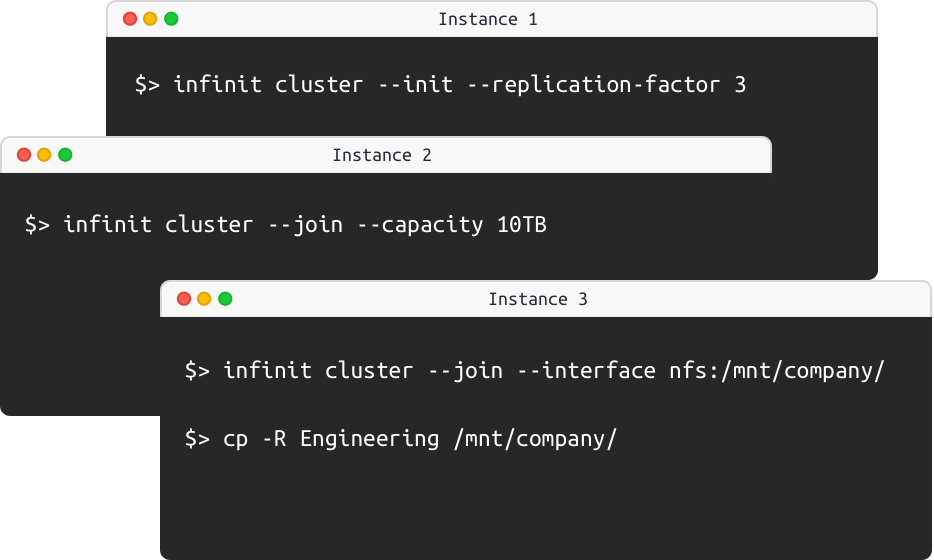 Instance 1
$> infinit cluster --init --replication-factor 3
Instance 2
$> infinit cluster --join --capacity 10TB
Instance 3
$> infinit cluster --join --interface nfs:/mnt/company/
$> cp -R Engineering /mnt/company/